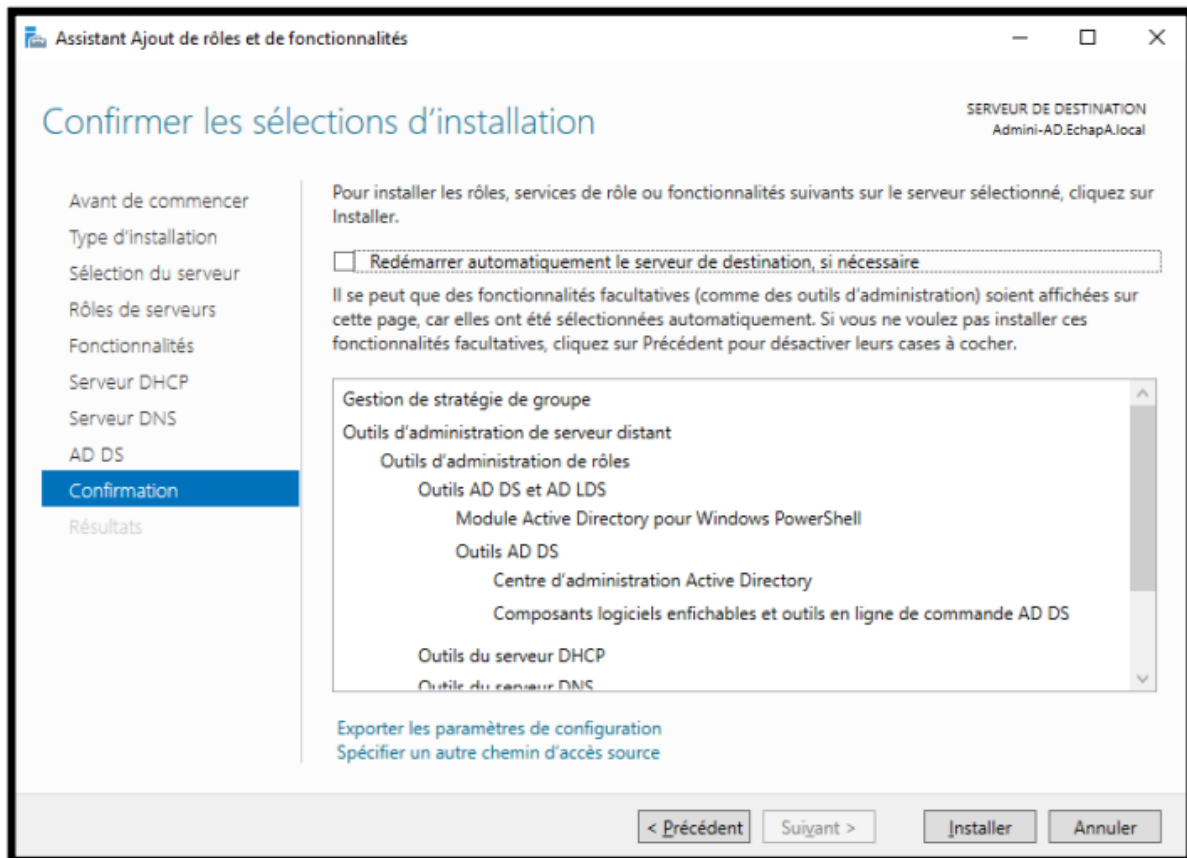 Assistant Ajout de rôles et de fonctionnalités
Confirmer les sélections d'installation
SERVEUR DE DESTINATION
Admini-AD.EchapA.local
Avant de commencer
Type d'installation
Sélection du serveur
Rôles de serveurs
Fonctionnalités
Serveur DHCP
Serveur DNS
AD DS
Confirmation
Résultats
Pour installer les rôles, services de rôle ou fonctionnalités suivants sur le serveur sélectionné, cliquez sur
Installer.
Redémarrer automatiquement le serveur de destination, si nécessaire
Il se peut que des fonctionnalités facultatives (comme des outils d'administration) soient affichées sur
cette page, car elles ont été sélectionnées automatiquement. Si vous ne voulez pas installer ces
fonctionnalités facultatives, cliquez sur Précédent pour désactiver leurs cases à cocher.
Gestion de stratégie de groupe
Outils d'administration de serveur distant
Outils d'administration de rôles
Outils AD DS et AD LDS
Module Active Directory pour Windows PowerShell
Outils AD DS
Centre d'administration Active Directory
Composants logiciels enfichables et outils en ligne de commande AD DS
Outils du serveur DHCP
Outils du serveur DNS
Exporter les paramètres de configuration
Spécifier un autre chemin d'accès source
< Précédent
Suivant >
Installer
Annuler